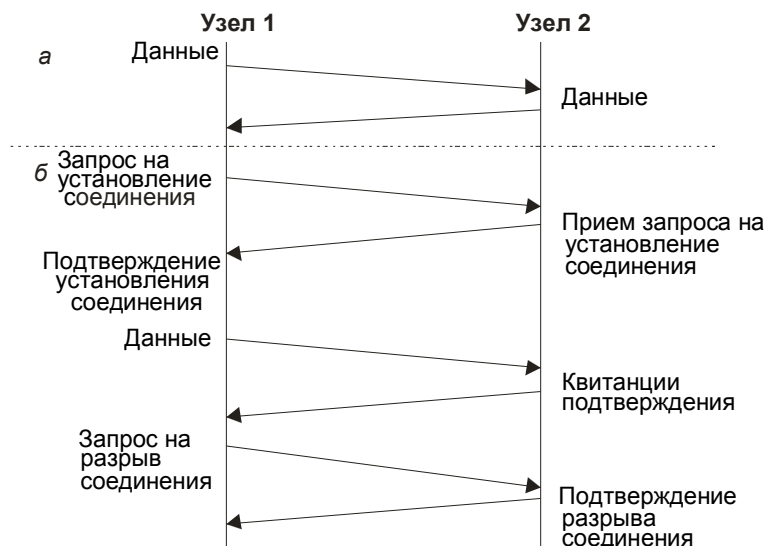 Узел 1
Узел 2
а
Данные
Данные
б
Запрос на
установление
соединения
Прием запроса на
установление
соединения
Подтверждение
установления
соединения
Данные
Квитанции
подтверждения
Запрос на
разрыв
соединения
Подтверждение
разрыва
соединения